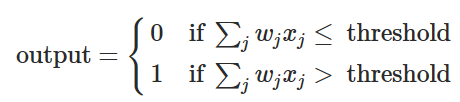 output = { 0 if ∑_j w_j x_j ≤ threshold
1 if ∑_j w_j x_j > threshold